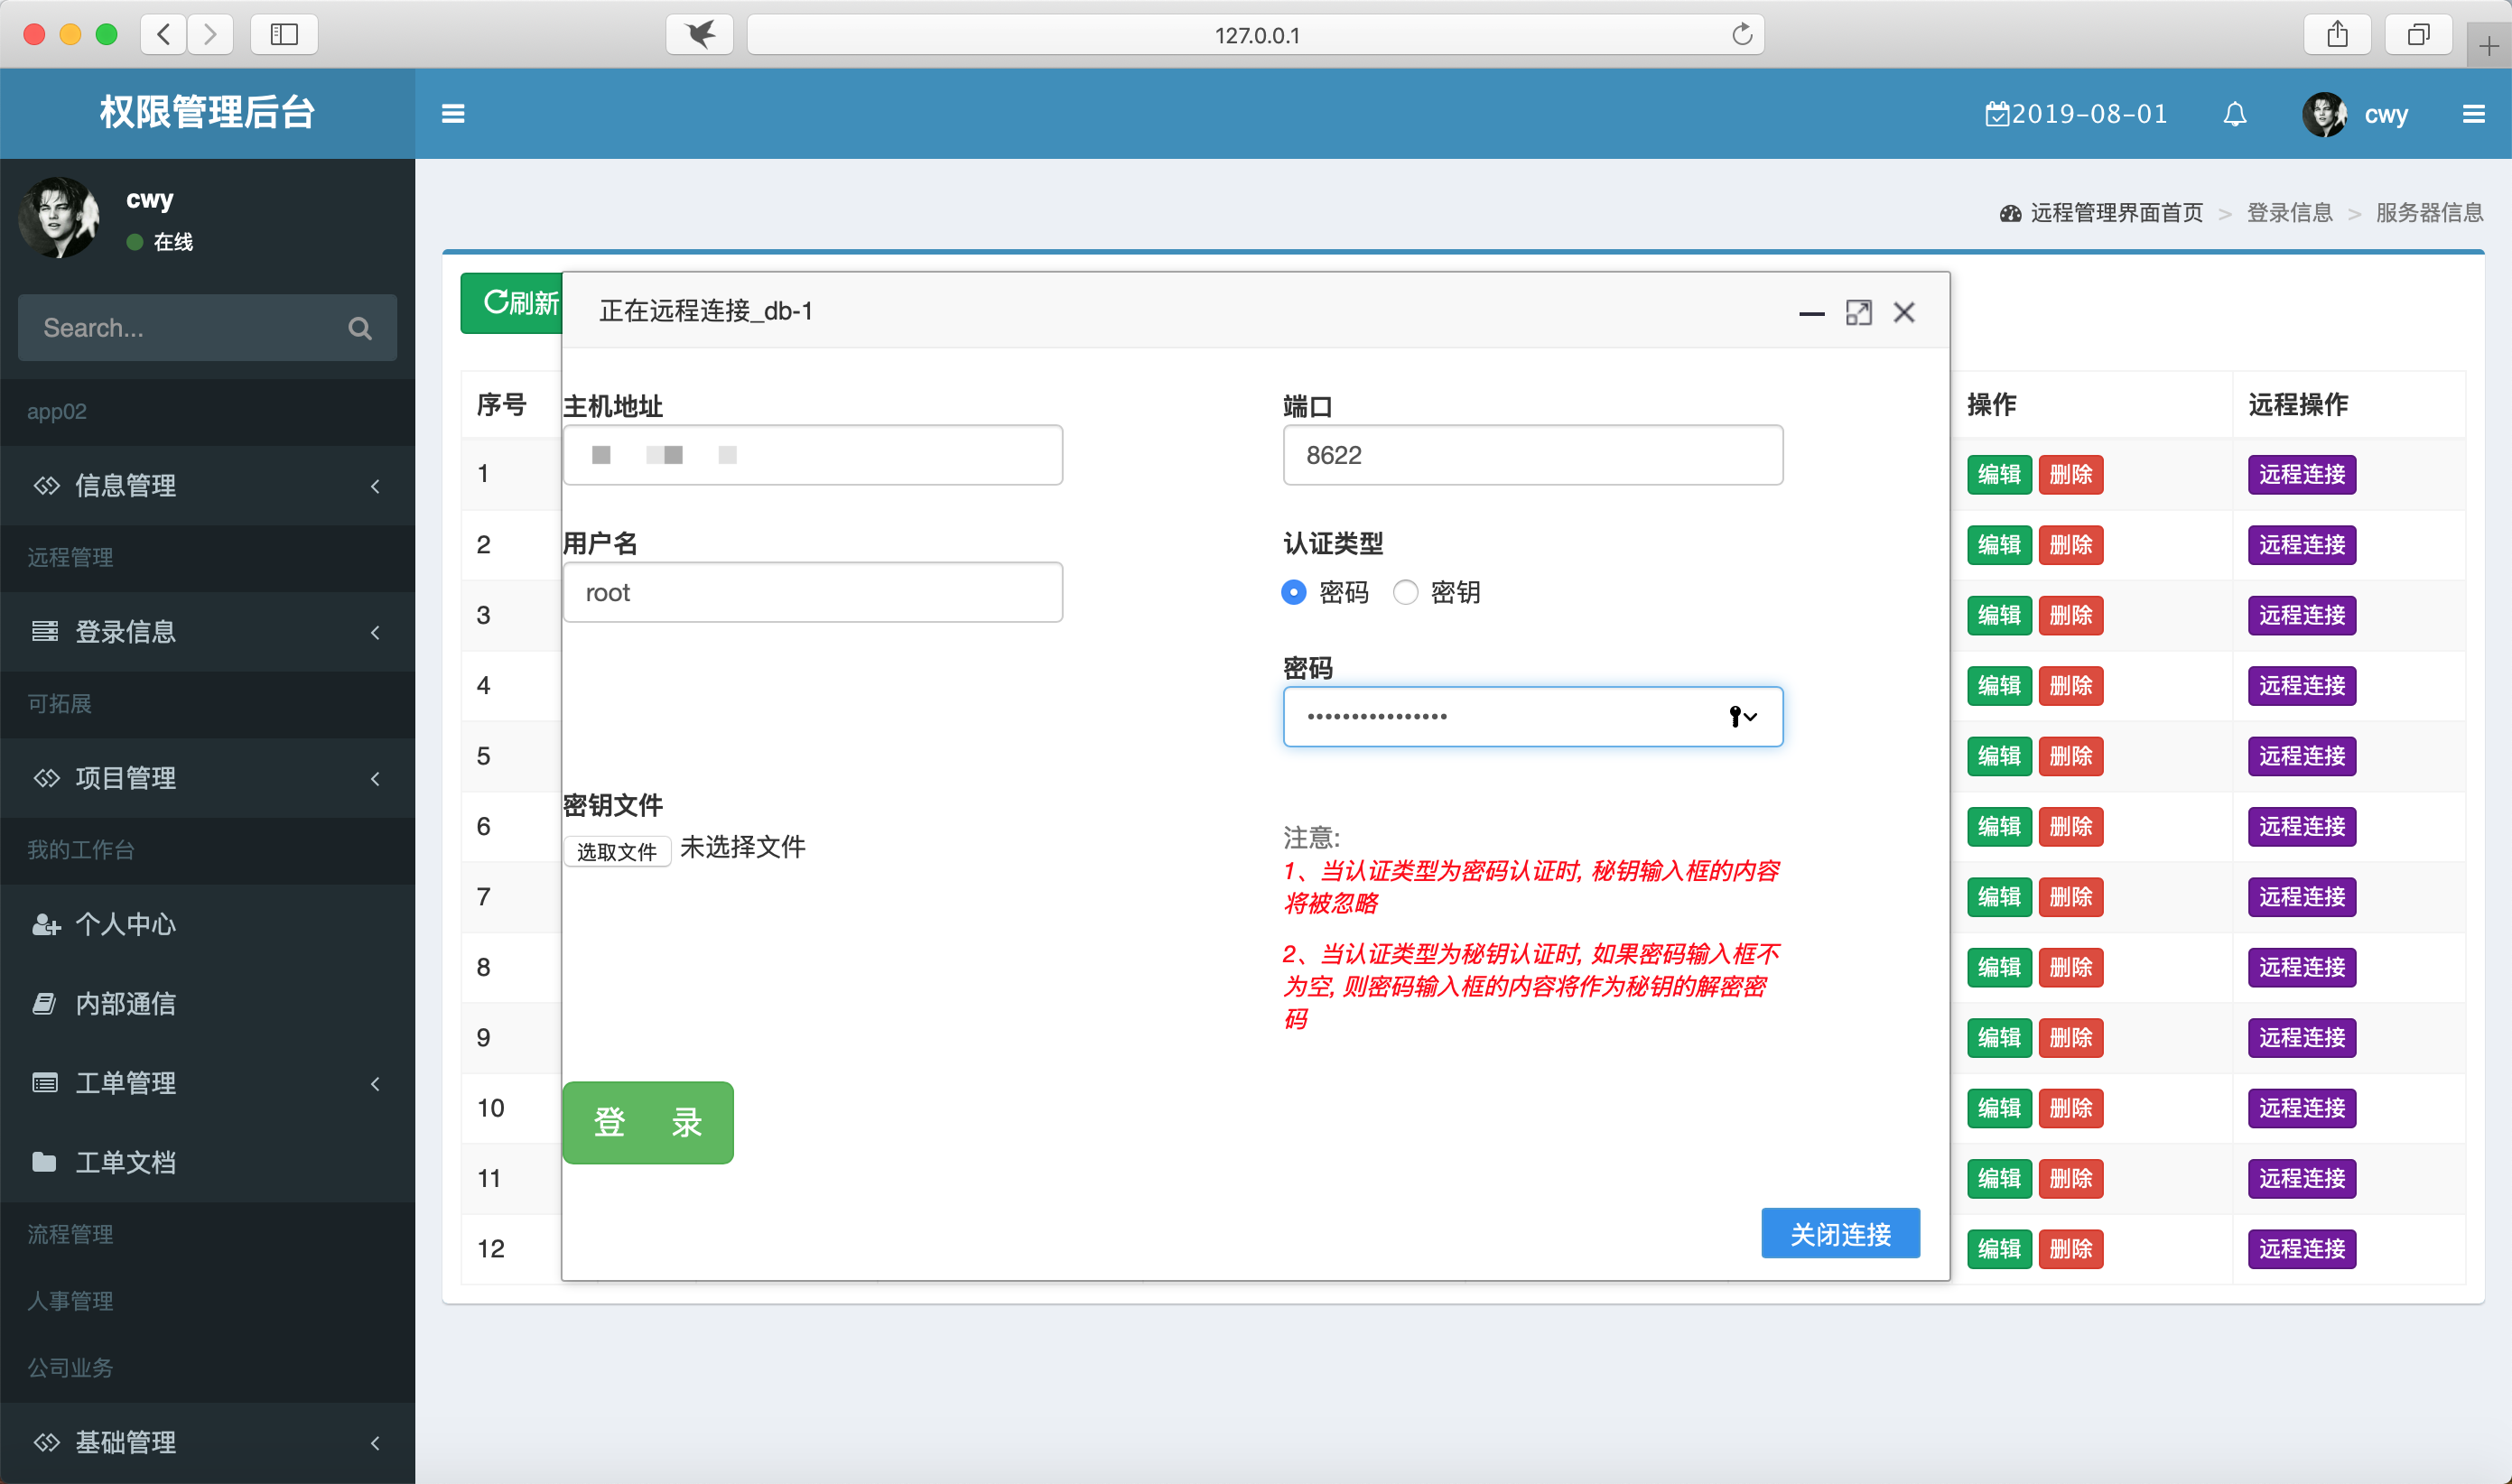 127.0.0.1
权限管理后台
2019-08-01
cwy
cwy
在线
Search...
app02
信息管理
远程管理
登录信息
可拓展
项目管理
我的工作台
个人中心
内部通信
工单管理
工单文档
流程管理
人事管理
公司业务
基础管理
远程管理界面首页 > 登录信息 > 服务器信息
刷新
正在远程连接_db-1
主机地址
端口
8622
用户名
root
认证类型
密码 密钥
密码
••••••••••••••••
密钥文件
选取文件 未选择文件
注意:
1、当认证类型为密码认证时, 秘钥输入框的内容
将被忽略
2、当认证类型为秘钥认证时, 如果密码输入框不
为空, 则密码输入框的内容将作为秘钥的解密密
码
登 录
关闭连接
序号 操作 远程操作
1 编辑 删除 远程连接
2 编辑 删除 远程连接
3 编辑 删除 远程连接
4 编辑 删除 远程连接
5 编辑 删除 远程连接
6 编辑 删除 远程连接
7 编辑 删除 远程连接
8 编辑 删除 远程连接
9 编辑 删除 远程连接
10 编辑 删除 远程连接
11 编辑 删除 远程连接
12 编辑 删除 远程连接